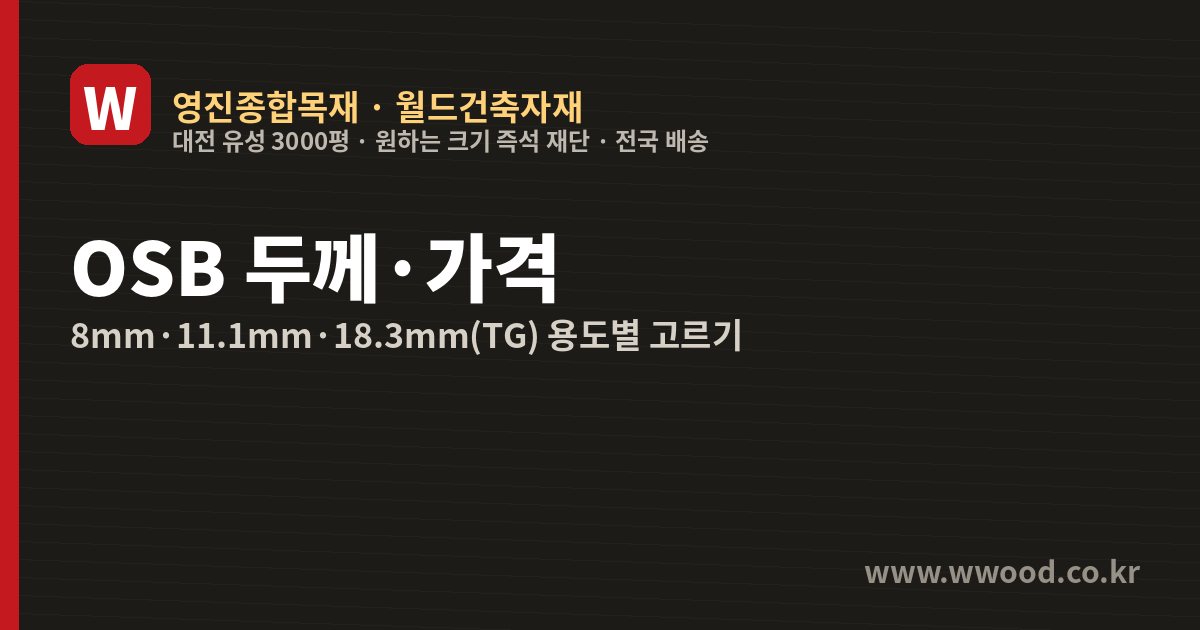 W
영진종합목재 · 월드건축자재
대전 유성 3000평 · 원하는 크기 즉석 재단 · 전국 배송
OSB 두께·가격
8mm·11.1mm·18.3mm(TG) 용도별 고르기
www.wwood.co.kr